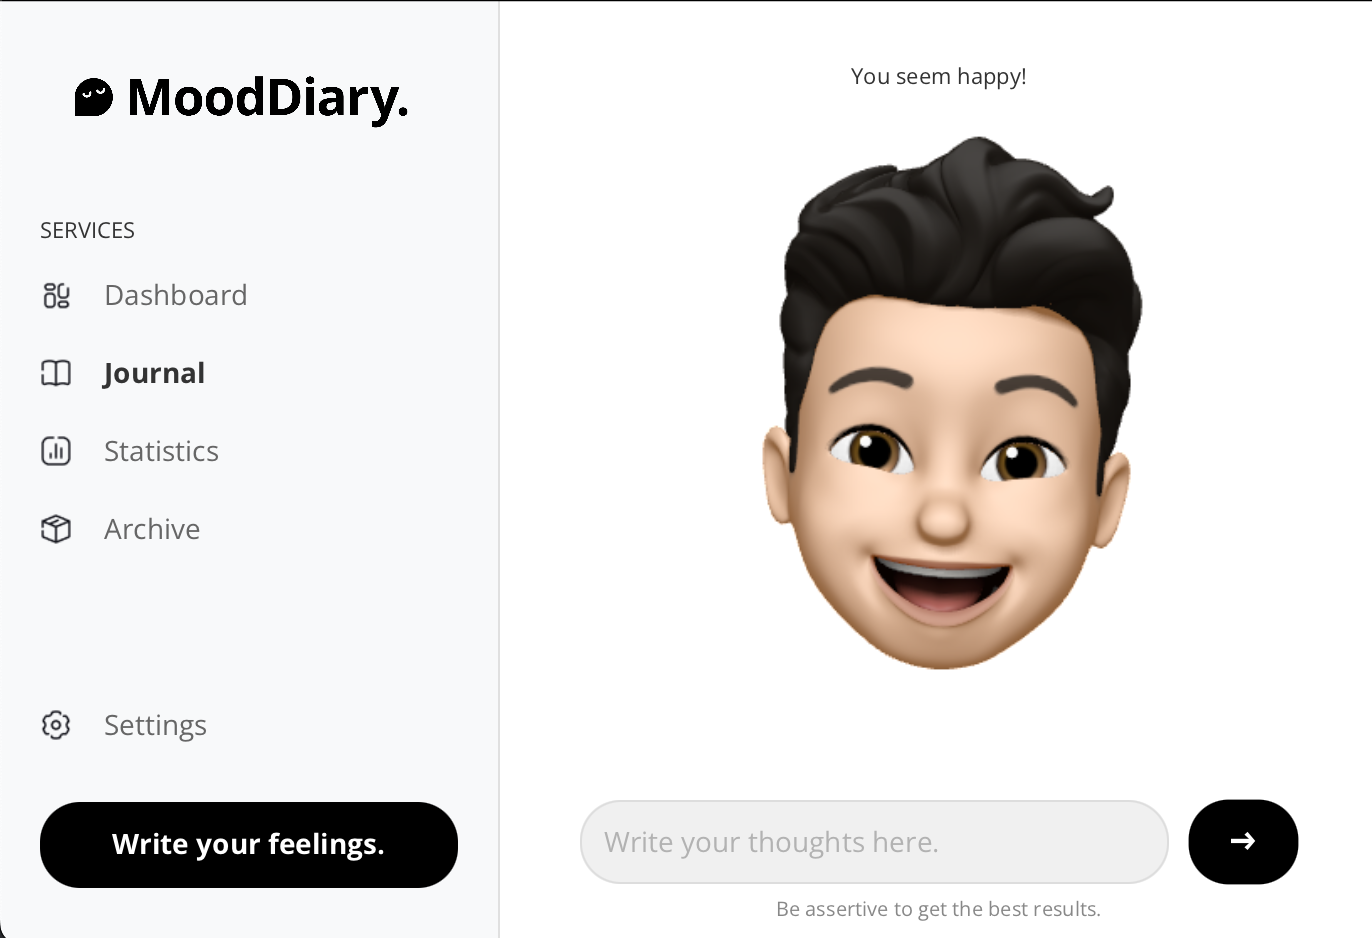 MoodDiary.
SERVICES
Dashboard
Journal
Statistics
Archive
Settings
Write your feelings.
You seem happy!
Write your thoughts here.
Be assertive to get the best results.